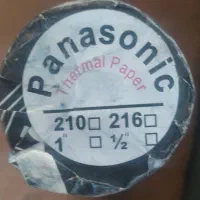 Panasonic
Thermal Paper
210□ 216□
1" □ ½" □